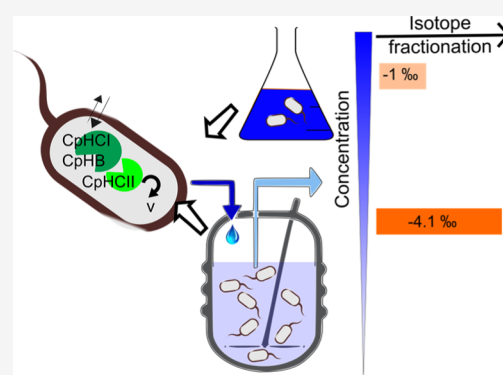 Isotope
fractionation
-1 ‰
CpHCI
CpHB
CpHCII
v
Concentration
-4.1 ‰